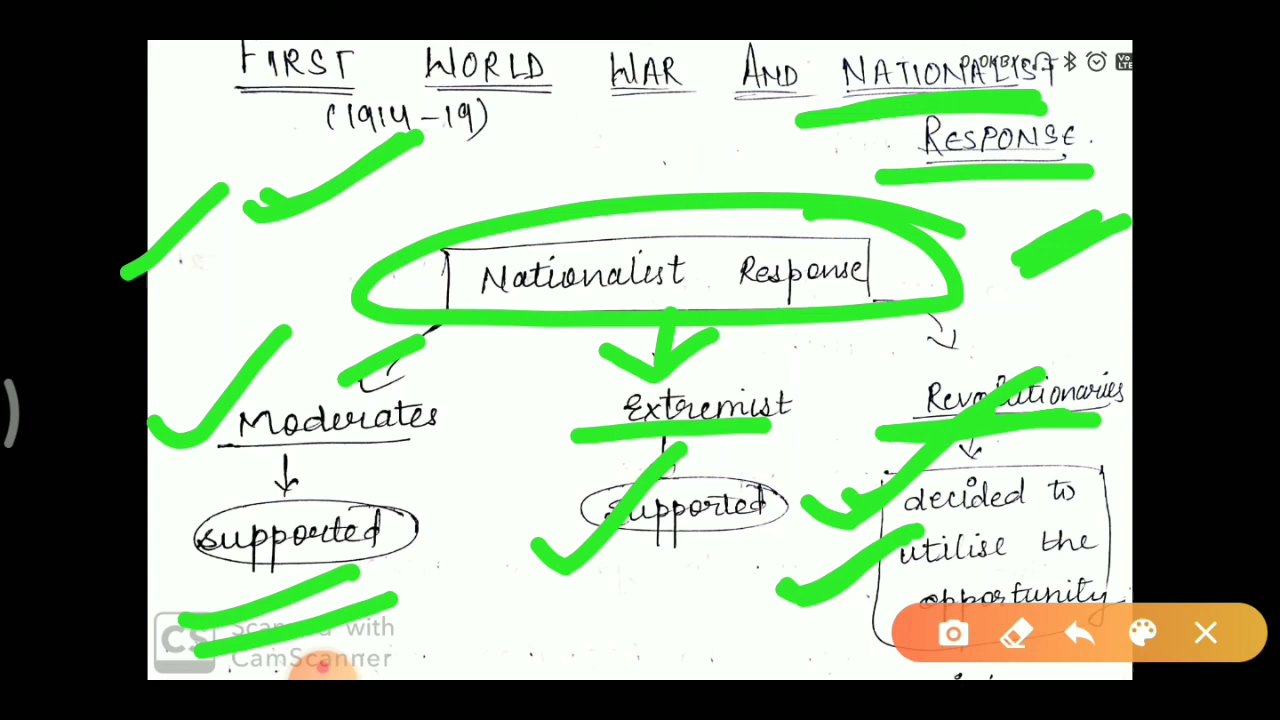 FIRST WORLD WAR AND NATIONALIST
RESPONSE.
(1914-19)
Nationalist Response
Moderates
Extremist
Revolutionaries
supported
supported
decided to
utilise the
opportunity
CS Scanned with
CamScanner